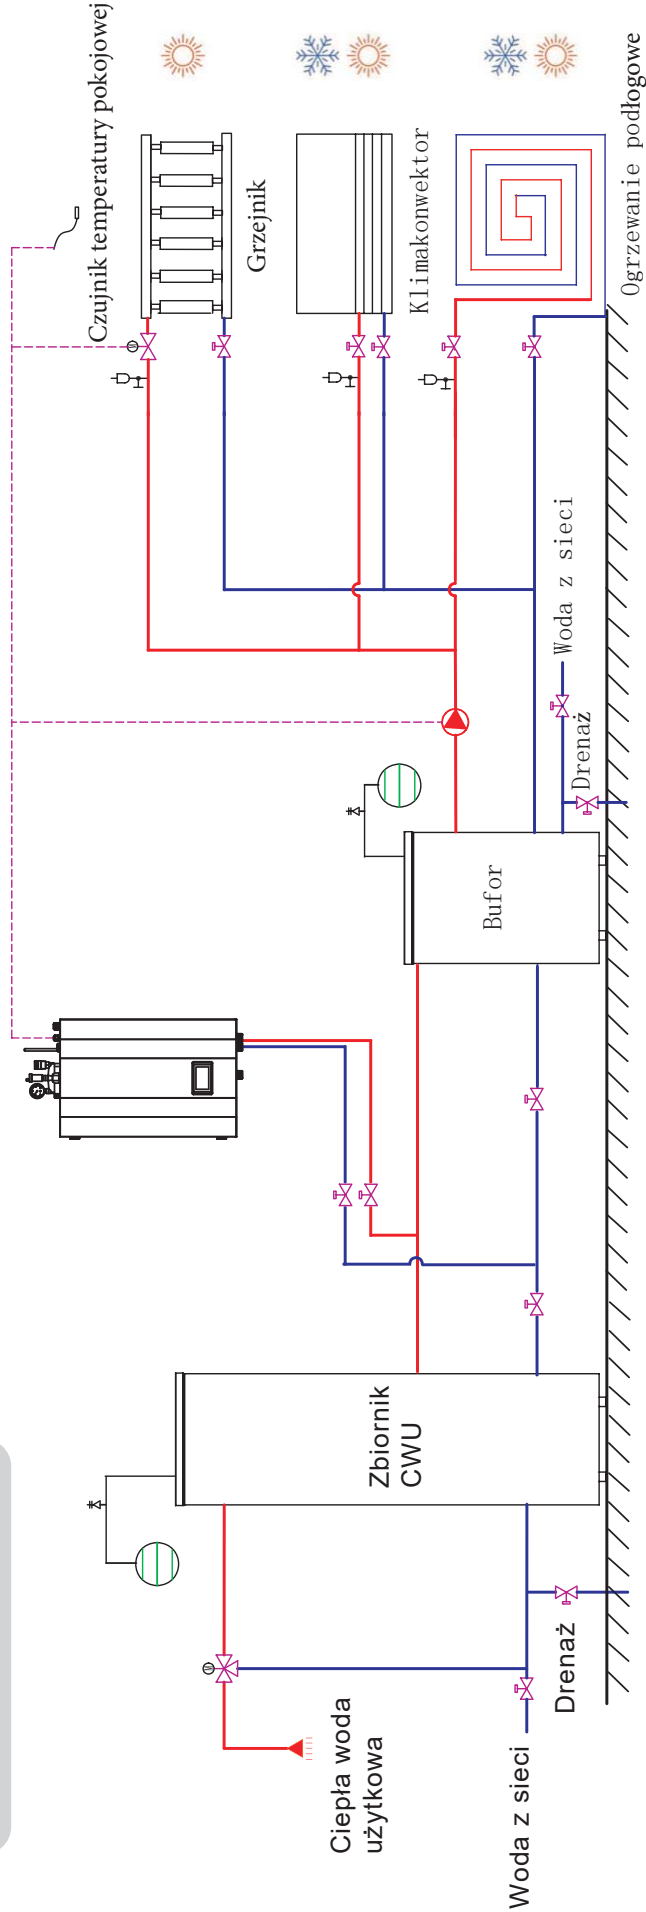 Czujnik temperatury pokojowej
Grzejnik
Klimakonwektor
Ogrzewanie podłogowe
Woda z sieci
Drenaż
Bufor
Zbiornik
CWU
Ciepła woda
użytkowa
Drenaż
Woda z sieci